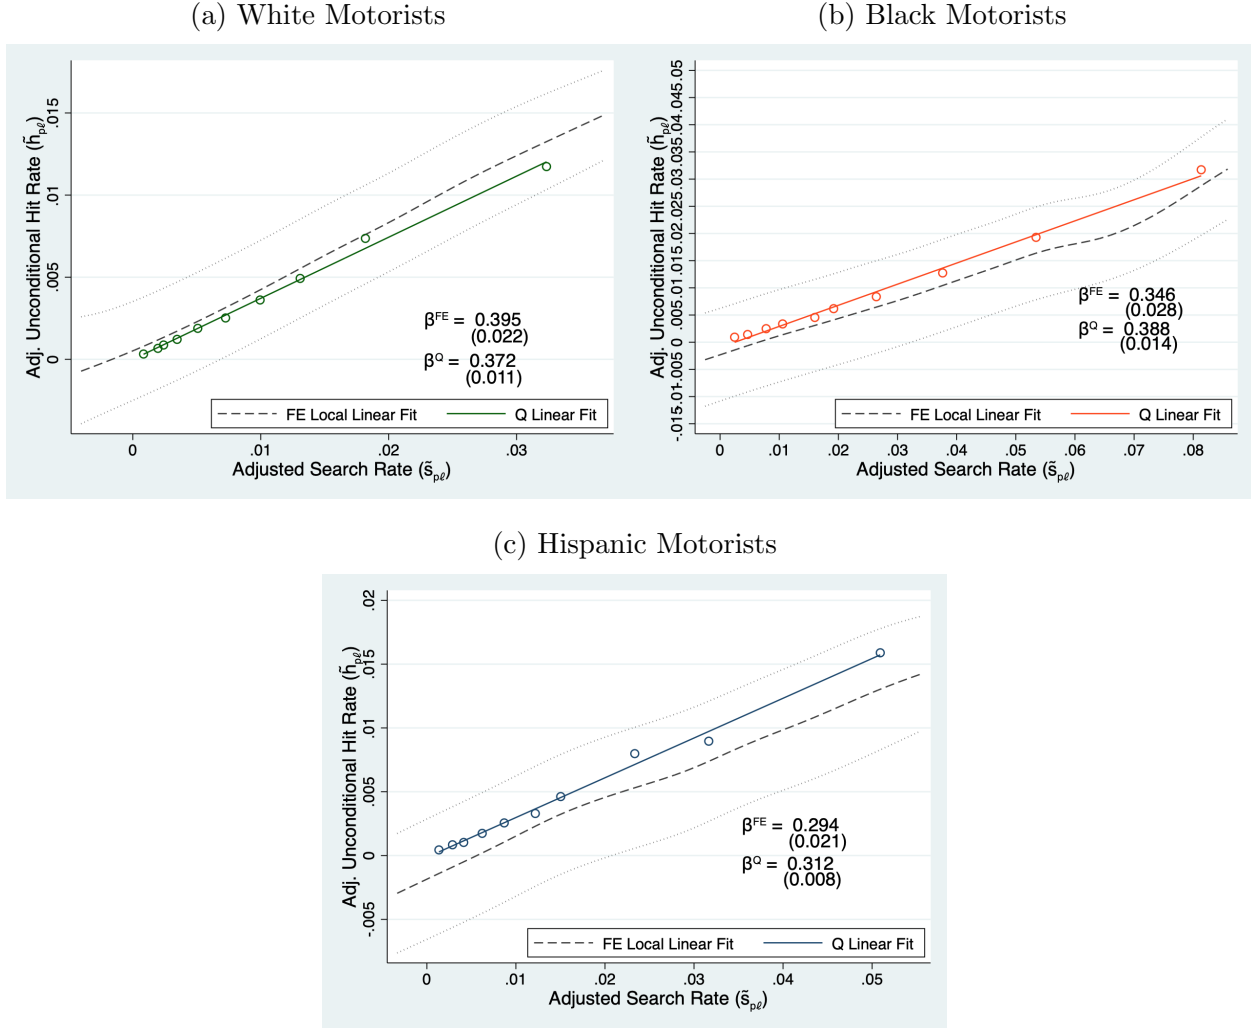 (a) White Motorists
Adj. Unconditional Hit Rate (h̃pℓ)
.015
.01
.005
0
βFE = 0.395
(0.022)
βQ = 0.372
(0.011)
FE Local Linear Fit
Q Linear Fit
0 .01 .02 .03
Adjusted Search Rate (s̃pℓ)
(b) Black Motorists
Adj. Unconditional Hit Rate (h̃pℓ)
-.015-.01-.005 0 .005.01.015.02.025.03.035.04.045.05
βFE = 0.346
(0.028)
βQ = 0.388
(0.014)
FE Local Linear Fit
Q Linear Fit
0 .01 .02 .03 .04 .05 .06 .07 .08
Adjusted Search Rate (s̃pℓ)
(c) Hispanic Motorists
Adj. Unconditional Hit Rate (h̃pℓ)
.02
.015
.01
.005
0
-.005
βFE = 0.294
(0.021)
βQ = 0.312
(0.008)
FE Local Linear Fit
Q Linear Fit
0 .01 .02 .03 .04 .05
Adjusted Search Rate (s̃pℓ)